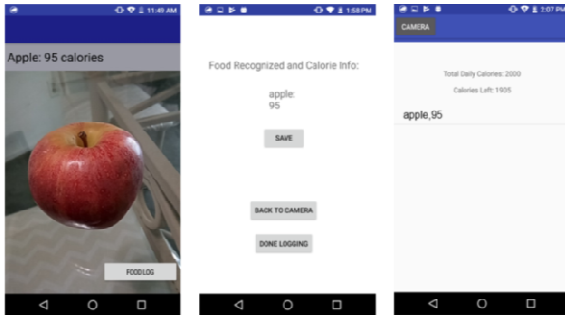 11:49 AM
Apple: 95 calories
FOODLOG
1:58 PM
Food Recognized and Calorie Info:
apple:
95
SAVE
BACK TO CAMERA
DONE LOGGING
2:07 PM
CAMERA
Total Daily Calories: 2000
Calories Left: 1905
apple,95